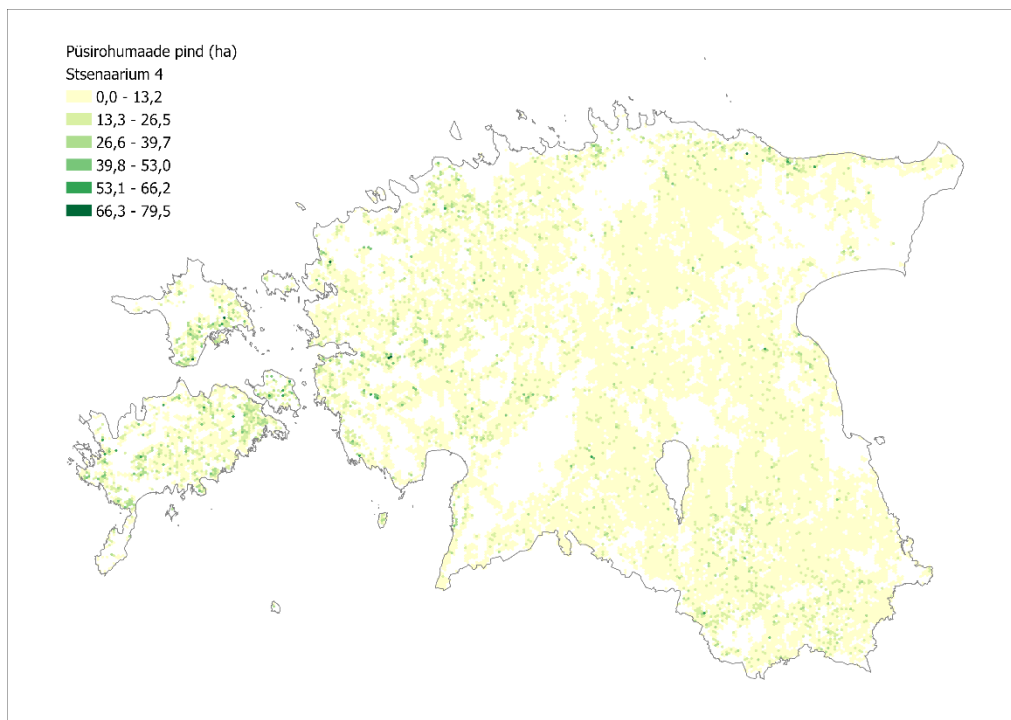 Püsirohumaade pind (ha)
Stsenaarium 4
0,0 - 13,2
13,3 - 26,5
26,6 - 39,7
39,8 - 53,0
53,1 - 66,2
66,3 - 79,5